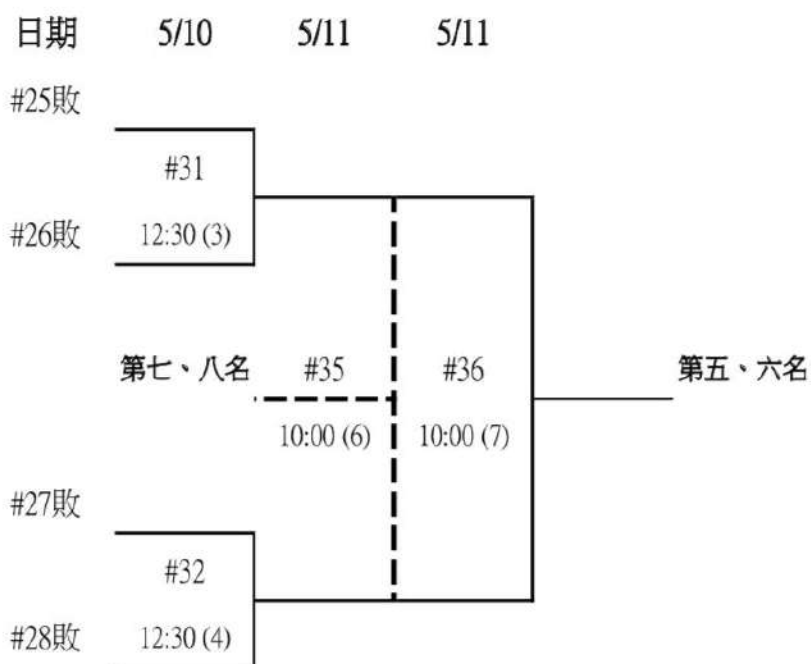 日期 5/10 5/11 5/11
#25敗
#31
#26敗 12:30 (3)
第七、八名 #35 #36 第五、六名
10:00 (6) 10:00 (7)
#27敗
#32
#28敗 12:30 (4)